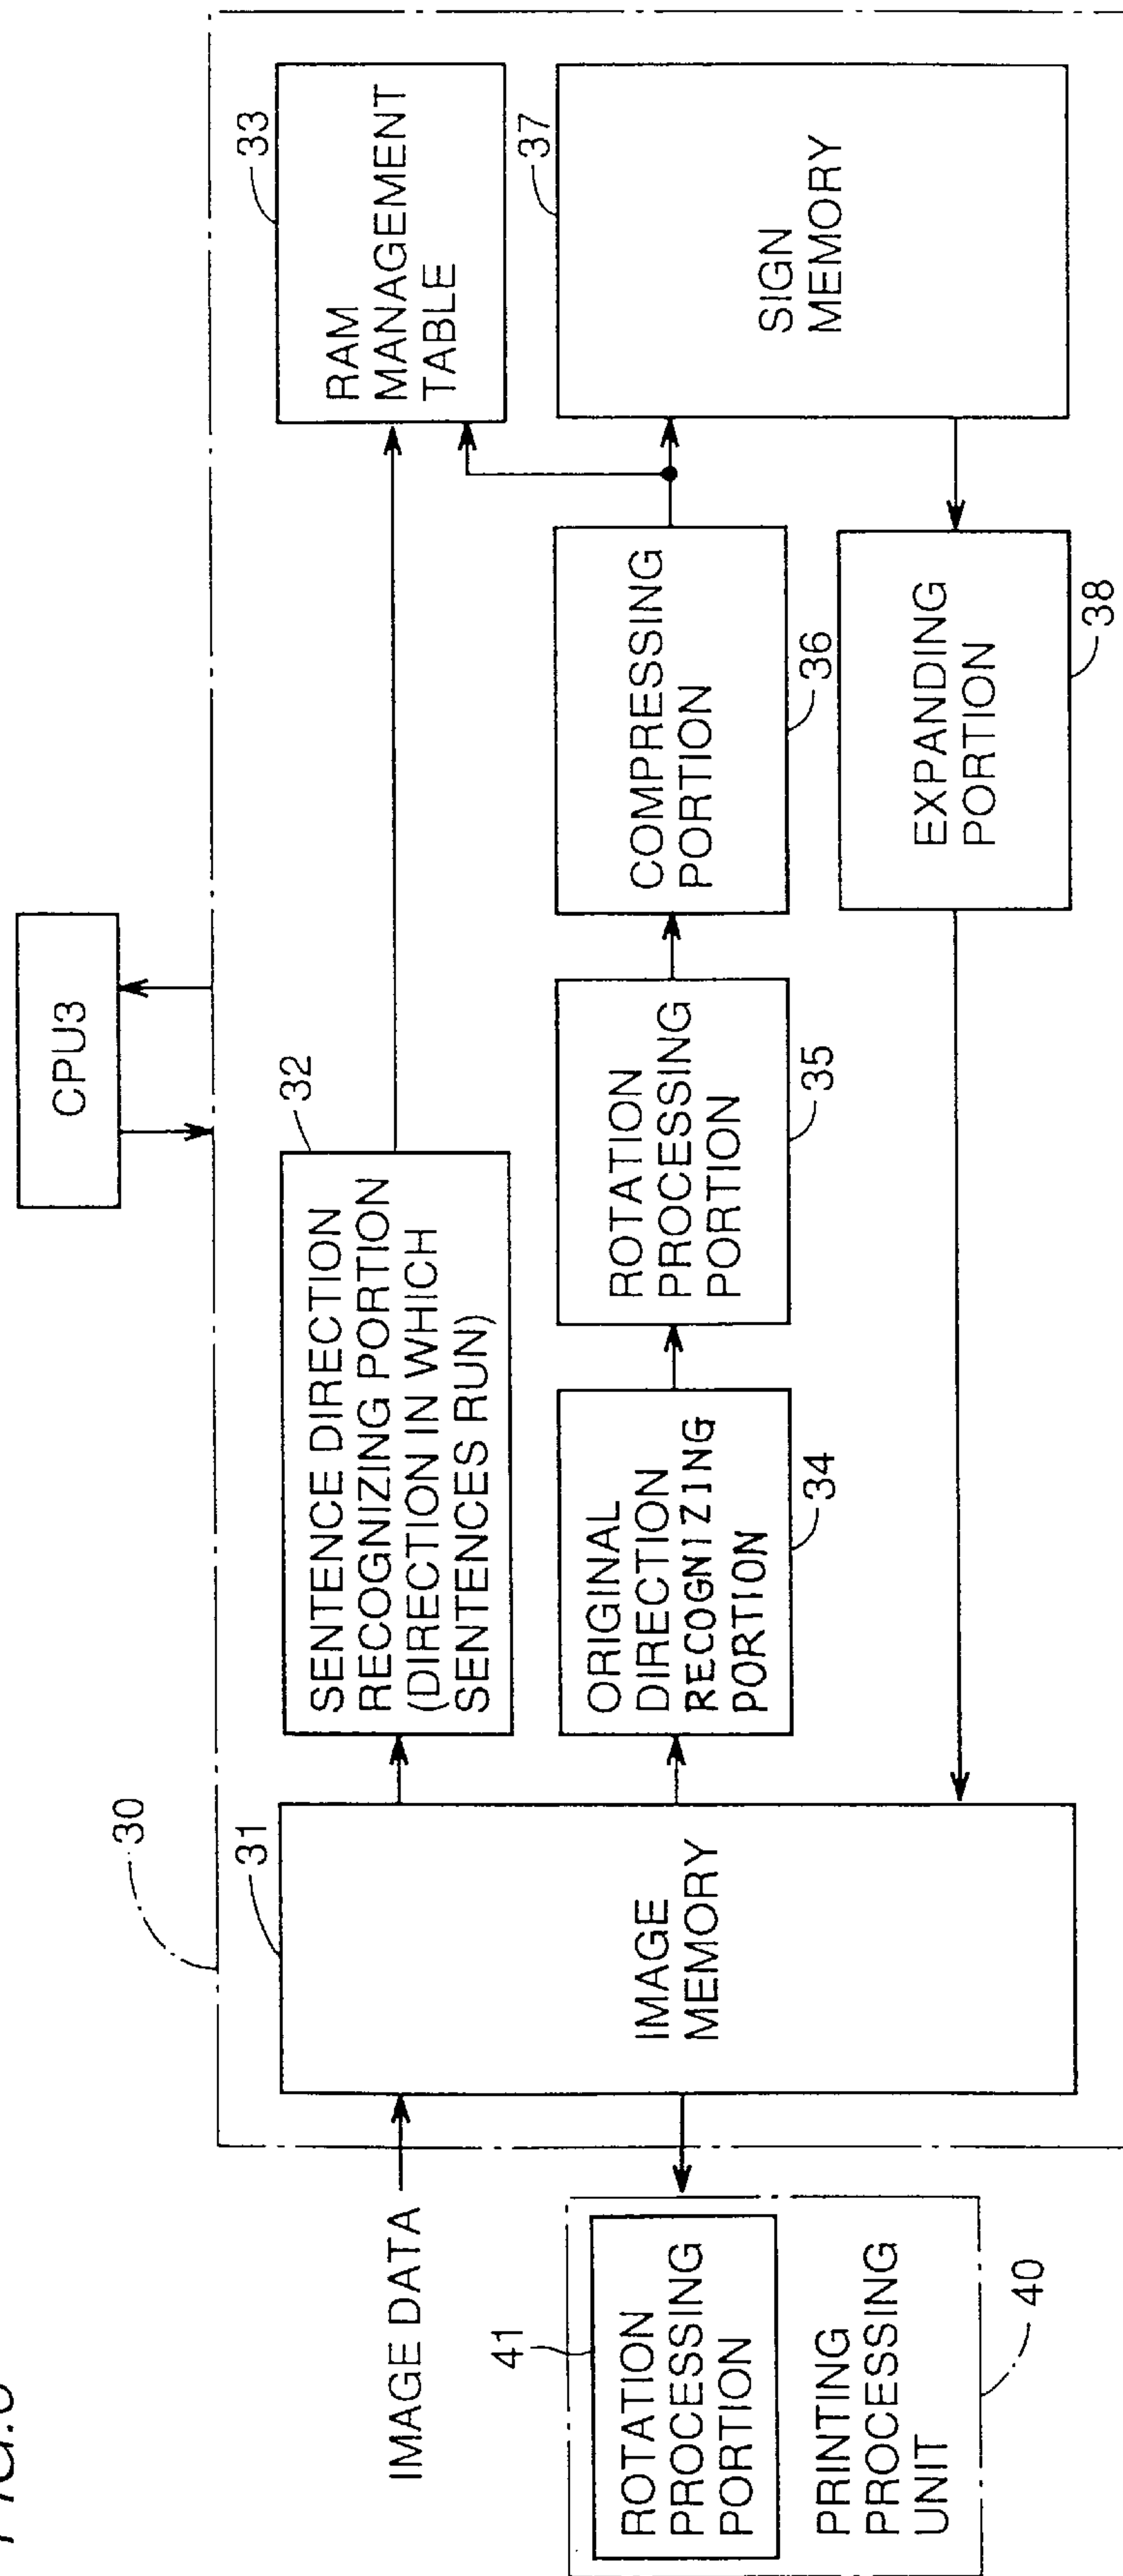 CPU3
30
31
32
33
SENTENCE DIRECTION
RECOGNIZING PORTION
(DIRECTION IN WHICH
SENTENCES RUN)
RAM
MANAGEMENT
TABLE
IMAGE DATA
41
ROTATION
PROCESSING
PORTION
PRINTING
PROCESSING
UNIT
40
IMAGE
MEMORY
ORIGINAL
DIRECTION
RECOGNIZING
PORTION
34
ROTATION
PROCESSING
PORTION
35
COMPRESSING
PORTION
36
37
SIGN
MEMORY
EXPANDING
PORTION
38